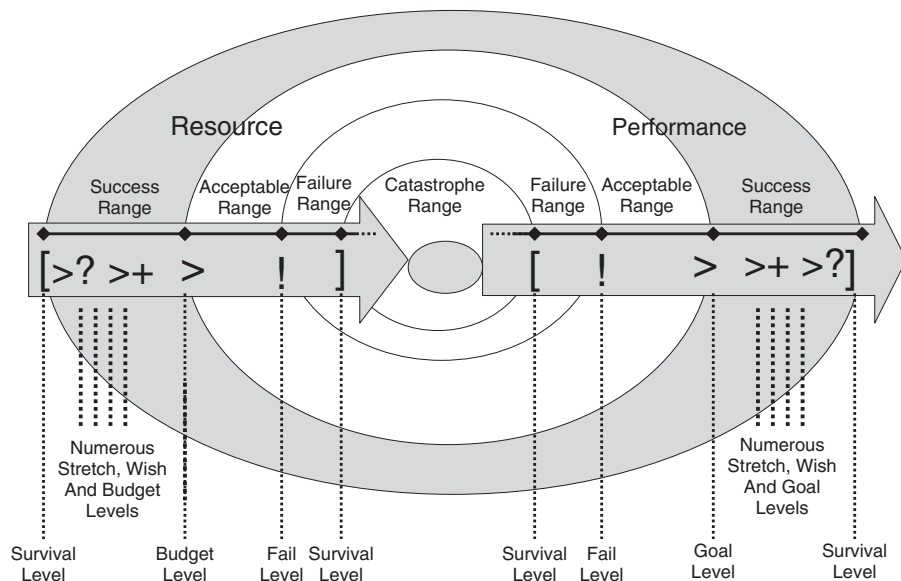 Resource
Performance
Success
Range
Acceptable
Range
Failure
Range
Catastrophe
Range
Failure
Range
Acceptable
Range
Success
Range
[ >? >+ > ! ]
[ ! > >+ >? ]
Numerous
Stretch, Wish
And Budget
Levels
Numerous
Stretch, Wish
And Goal
Levels
Survival
Level
Budget
Level
Fail
Level
Survival
Level
Survival
Level
Fail
Level
Goal
Level
Survival
Level